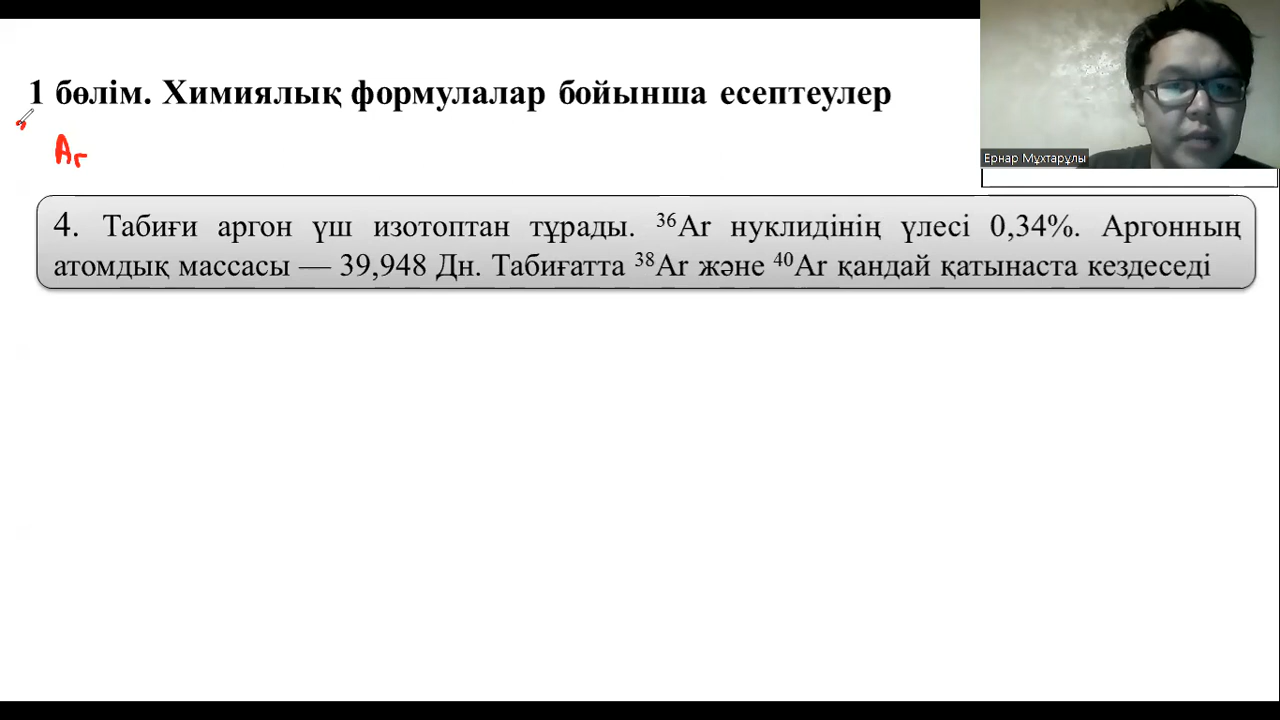 1 бөлім. Химиялық формулалар бойынша есептеулер
Ar
Ернар Мұхтарұлы
4. Табиғи аргон үш изотоптан тұрады. ³⁶Ar нуклидінің үлесі 0,34%. Аргонның
атомдық массасы — 39,948 Дн. Табиғатта ³⁸Ar және ⁴⁰Ar қандай қатынаста кездеседі